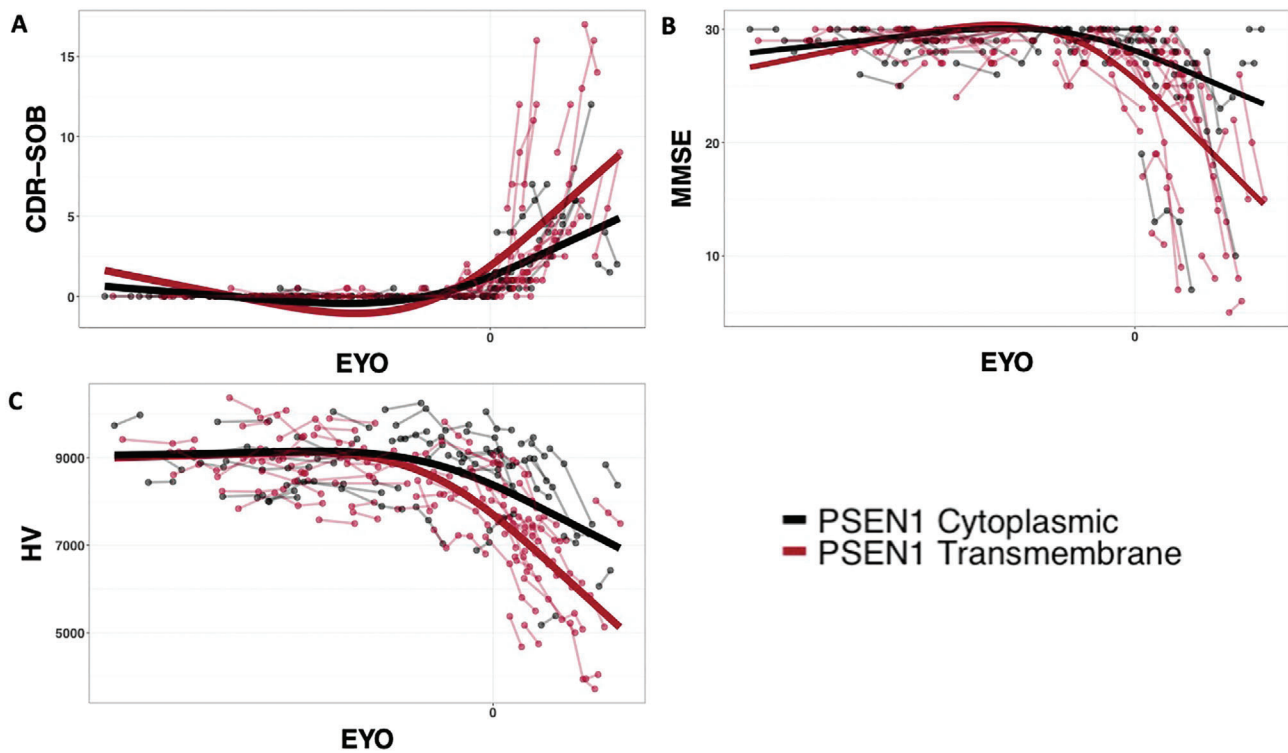 A
15
10
5
0
CDR-SOB
0
EYO
B
30
20
10
MMSE
0
EYO
C
9000
7000
5000
HV
0
EYO
PSEN1 Cytoplasmic
PSEN1 Transmembrane